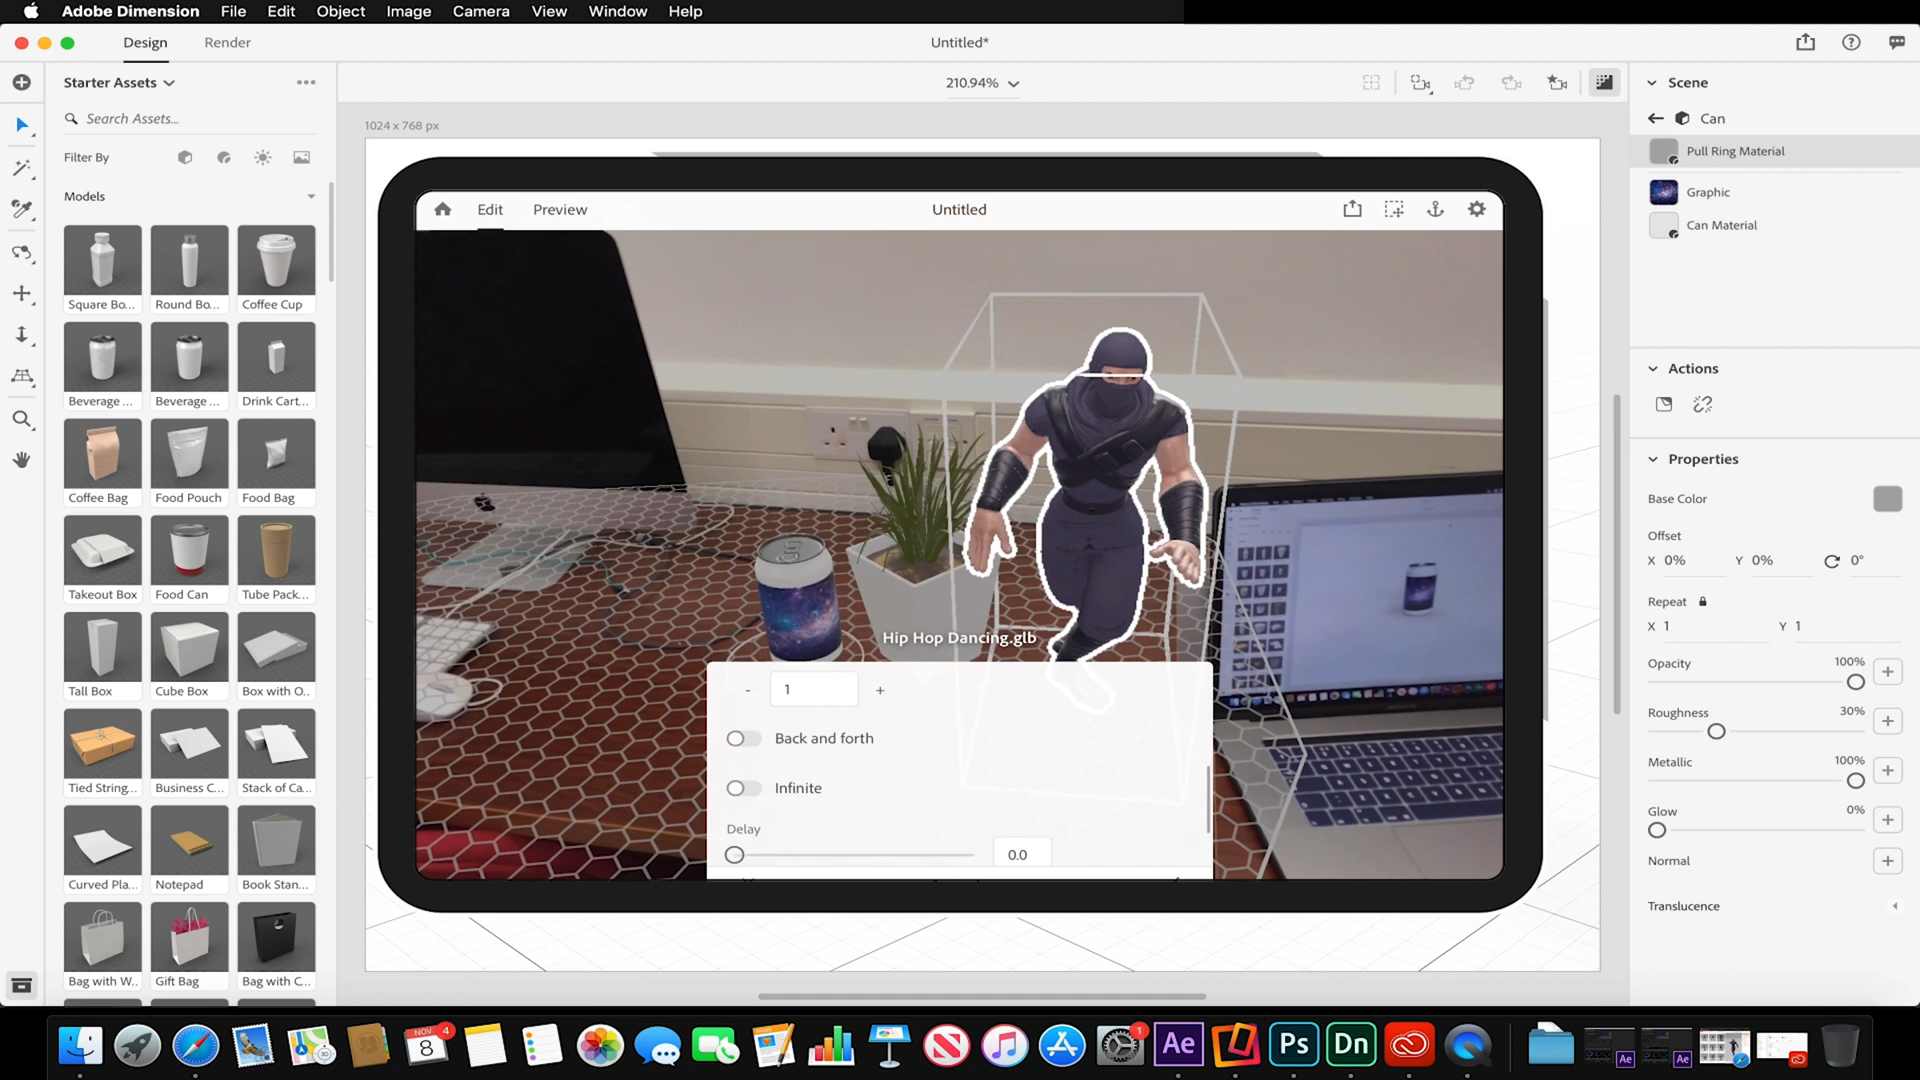 Adobe Dimension File Edit Object Image Camera View Window Help
Design Render Untitled*
Starter Assets
210.94%
Search Assets...
Filter By
Models
Square Bo... Round Bo... Coffee Cup
Beverage ... Beverage ... Drink Cart...
Coffee Bag Food Pouch Food Bag
Takeout Box Food Can Tube Pack...
Tall Box Cube Box Box with O..
Tied String... Business C... Stack of Ca...
Curved Pla... Notepad Book Stan...
Bag with W.. Gift Bag Bag with C...
1024 x 768 px
Edit Preview Untitled
Hip Hop Dancing.glb
- 1 +
Back and forth
Infinite
Delay
0.0
Scene
Can
Pull Ring Material
Graphic
Can Material
Actions
Properties
Base Color
Offset
X 0% Y 0% 0°
Repeat
X 1 Y 1
Opacity 100%
Roughness 30%
Metallic 100%
Glow 0%
Normal
Translucence
NOV 4
8
1
Ae Ps Dn
Ae Ae